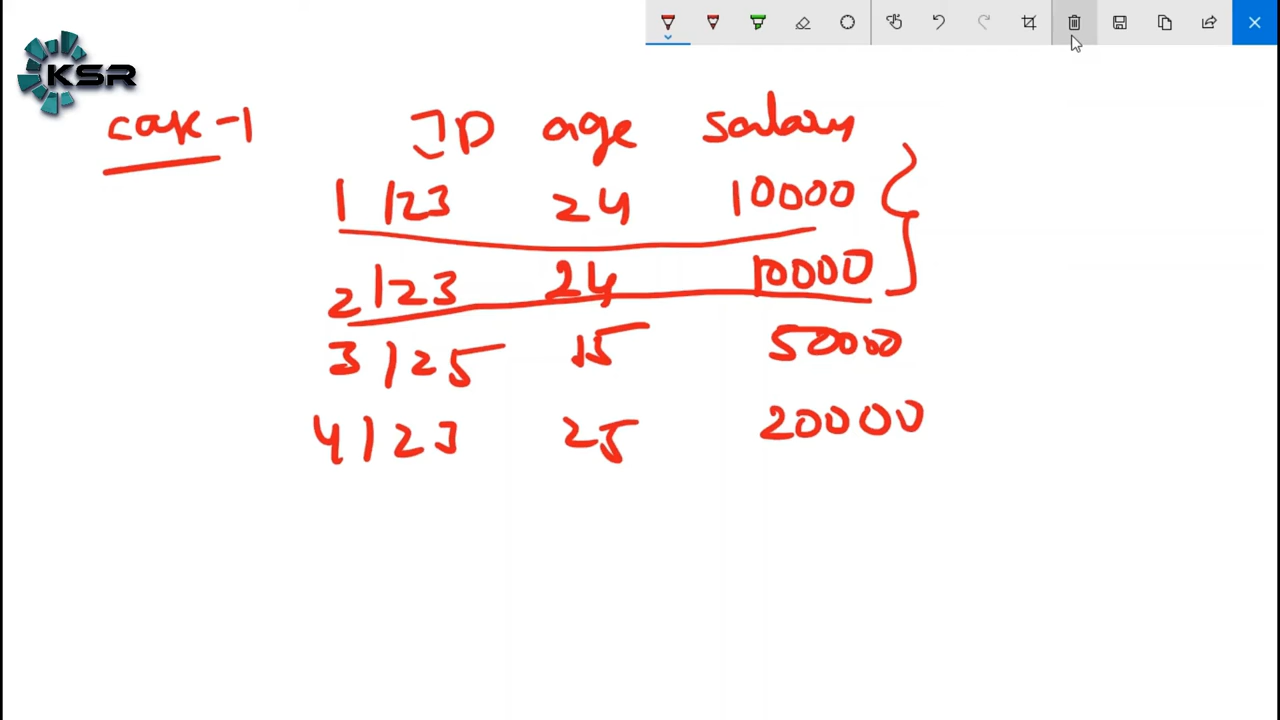 KSR
case-1 ID age salary
1 123 24 10000
2 123 24 10000
3 125 15 50000
4 123 25 20000